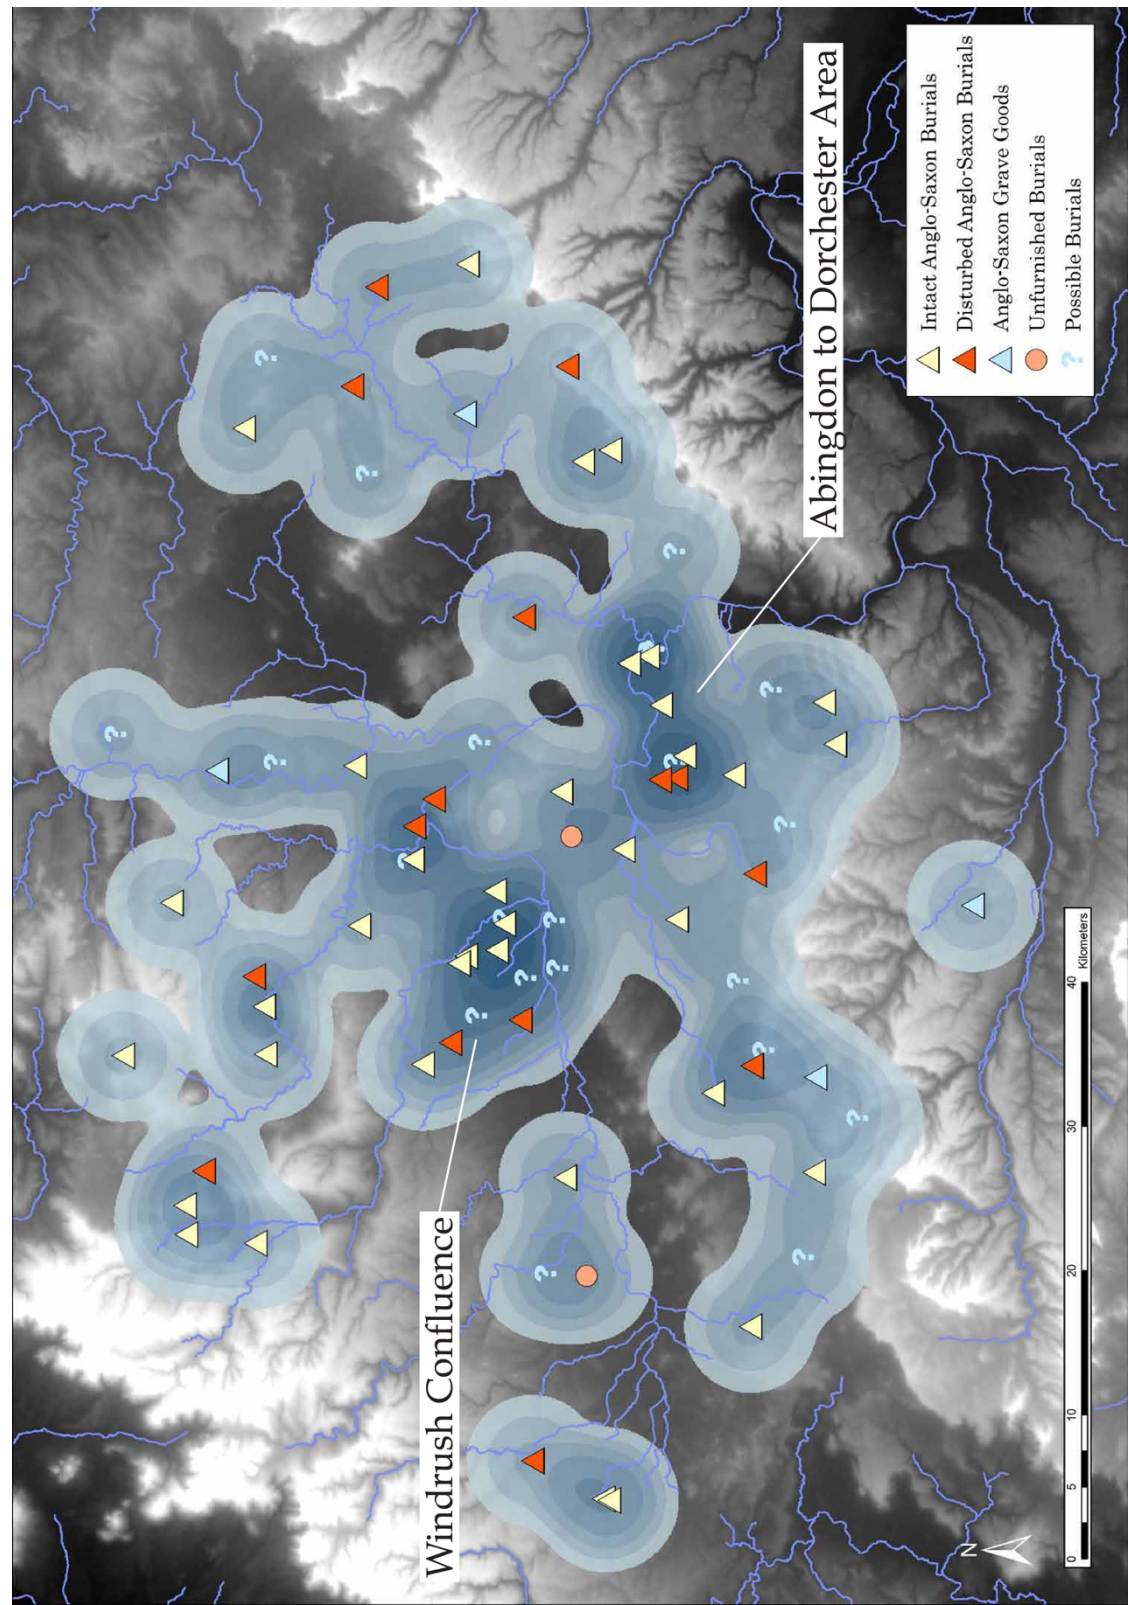 Windrush Confluence
Abingdon to Dorchester Area
Intact Anglo-Saxon Burials
Disturbed Anglo-Saxon Burials
Anglo-Saxon Grave Goods
Unfurnished Burials
? Possible Burials
N
0 5 10 20 30 40
Kilometers